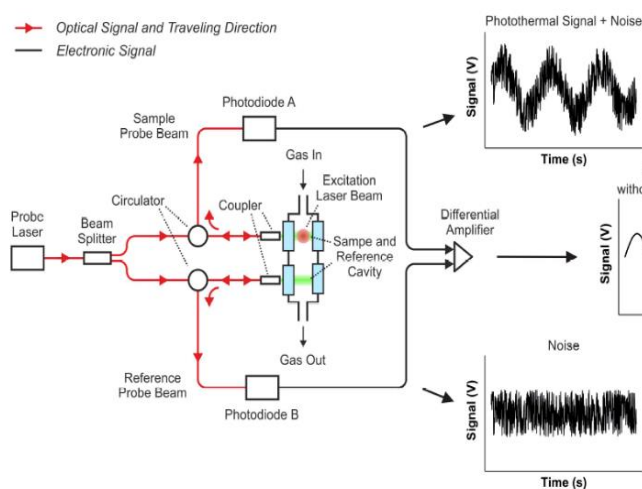 Optical Signal and Traveling Direction
Electronic Signal
Photothermal Signal + Noise
Signal (V)
Time (s)
Photodiode A
Sample
Probe Beam
Gas In
Circulator
Coupler
Excitation
Laser Beam
Probc
Laser
Beam
Splitter
Sampe and
Reference
Cavity
Differential
Amplifier
witho
Signal (V)
Gas Out
Reference
Probe Beam
Photodiode B
Noise
Signal (V)
Time (s)